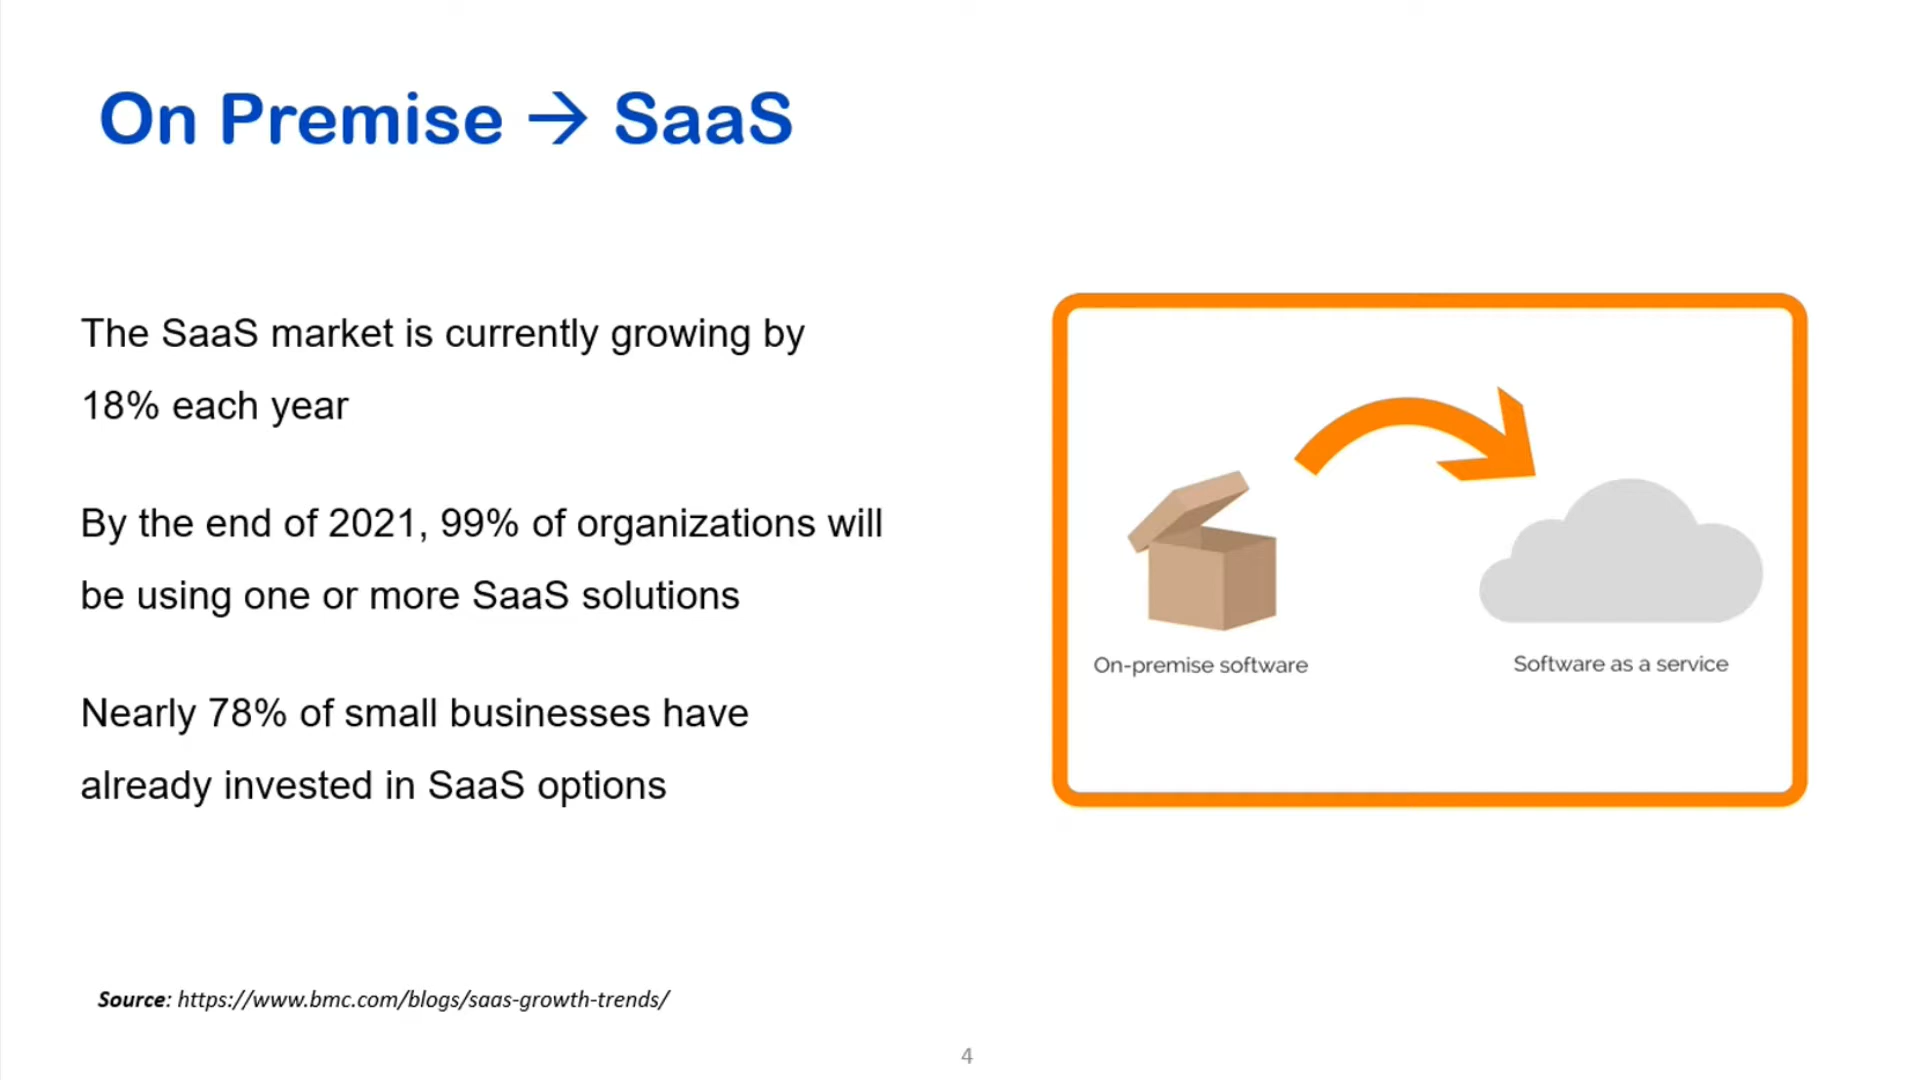 On Premise → SaaS
The SaaS market is currently growing by
18% each year
By the end of 2021, 99% of organizations will
be using one or more SaaS solutions
Nearly 78% of small businesses have
already invested in SaaS options
On-premise software
Software as a service
Source: https://www.bmc.com/blogs/saas-growth-trends/
4